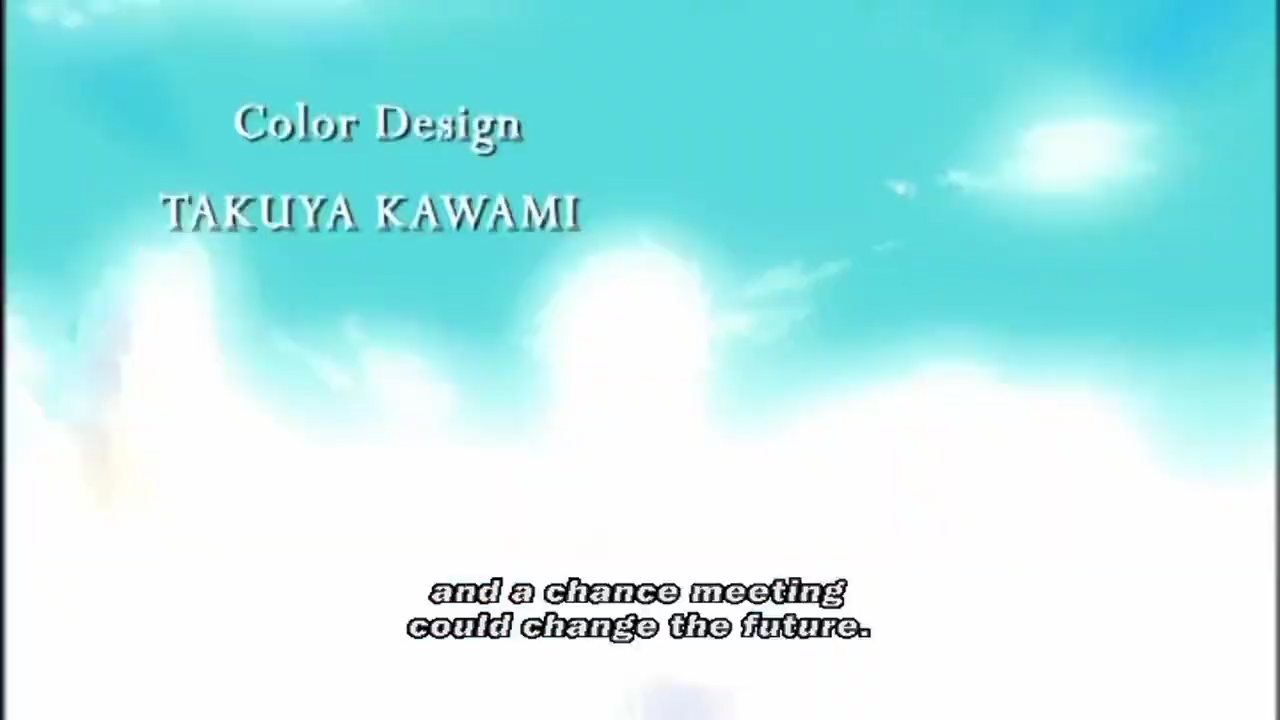 Color Design
TAKUYA KAWAMI
and a chance meeting
could change the future.